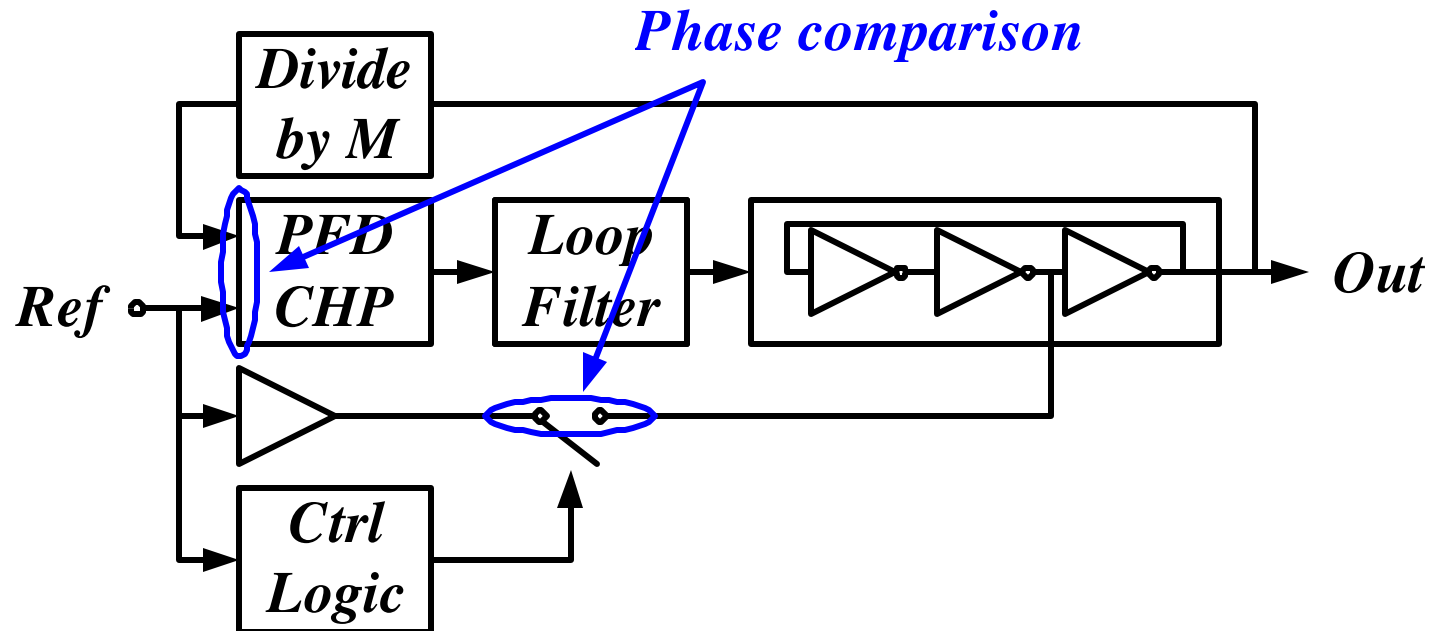 Phase comparison
Divide
by M
PFD
CHP
Loop
Filter
Ref
Out
Ctrl
Logic